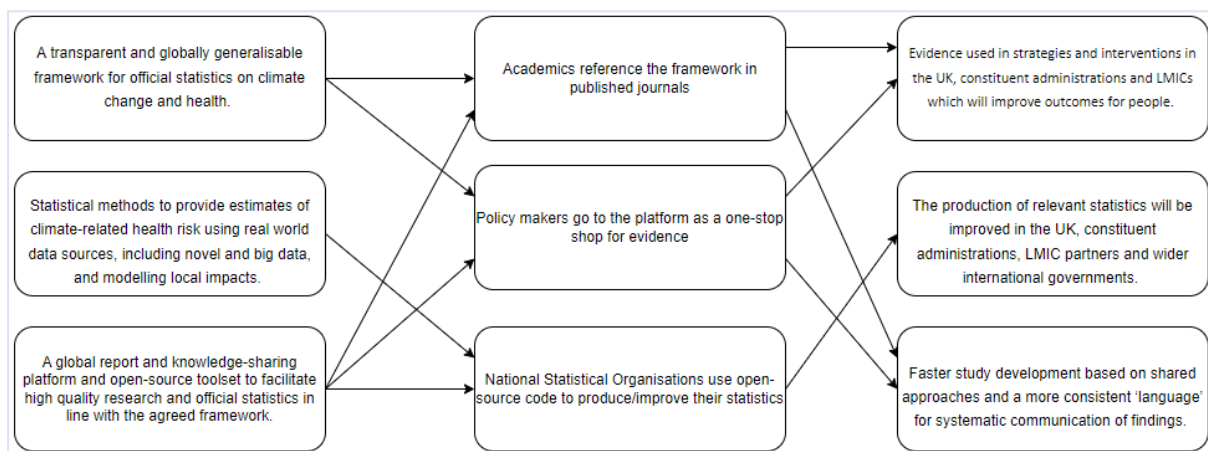 A transparent and globally generalisable
framework for official statistics on climate
change and health.
Statistical methods to provide estimates of
climate-related health risk using real world
data sources, including novel and big data,
and modelling local impacts.
A global report and knowledge-sharing
platform and open-source toolset to facilitate
high quality research and official statistics in
line with the agreed framework.
Academics reference the framework in
published journals
Policy makers go to the platform as a one-stop
shop for evidence
National Statistical Organisations use open-
source code to produce/improve their statistics
Evidence used in strategies and interventions in
the UK, constituent administrations and LMICs
which will improve outcomes for people.
The production of relevant statistics will be
improved in the UK, constituent
administrations, LMIC partners and wider
international governments.
Faster study development based on shared
approaches and a more consistent ‘language’
for systematic communication of findings.